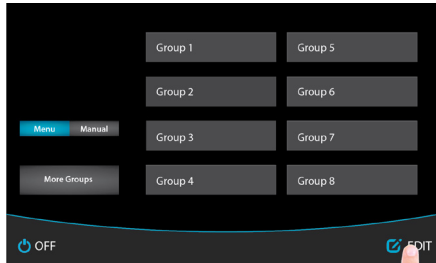 Group 1 Group 5
Group 2 Group 6
Menu Manual
Group 3 Group 7
More Groups
Group 4 Group 8
OFF
EDIT